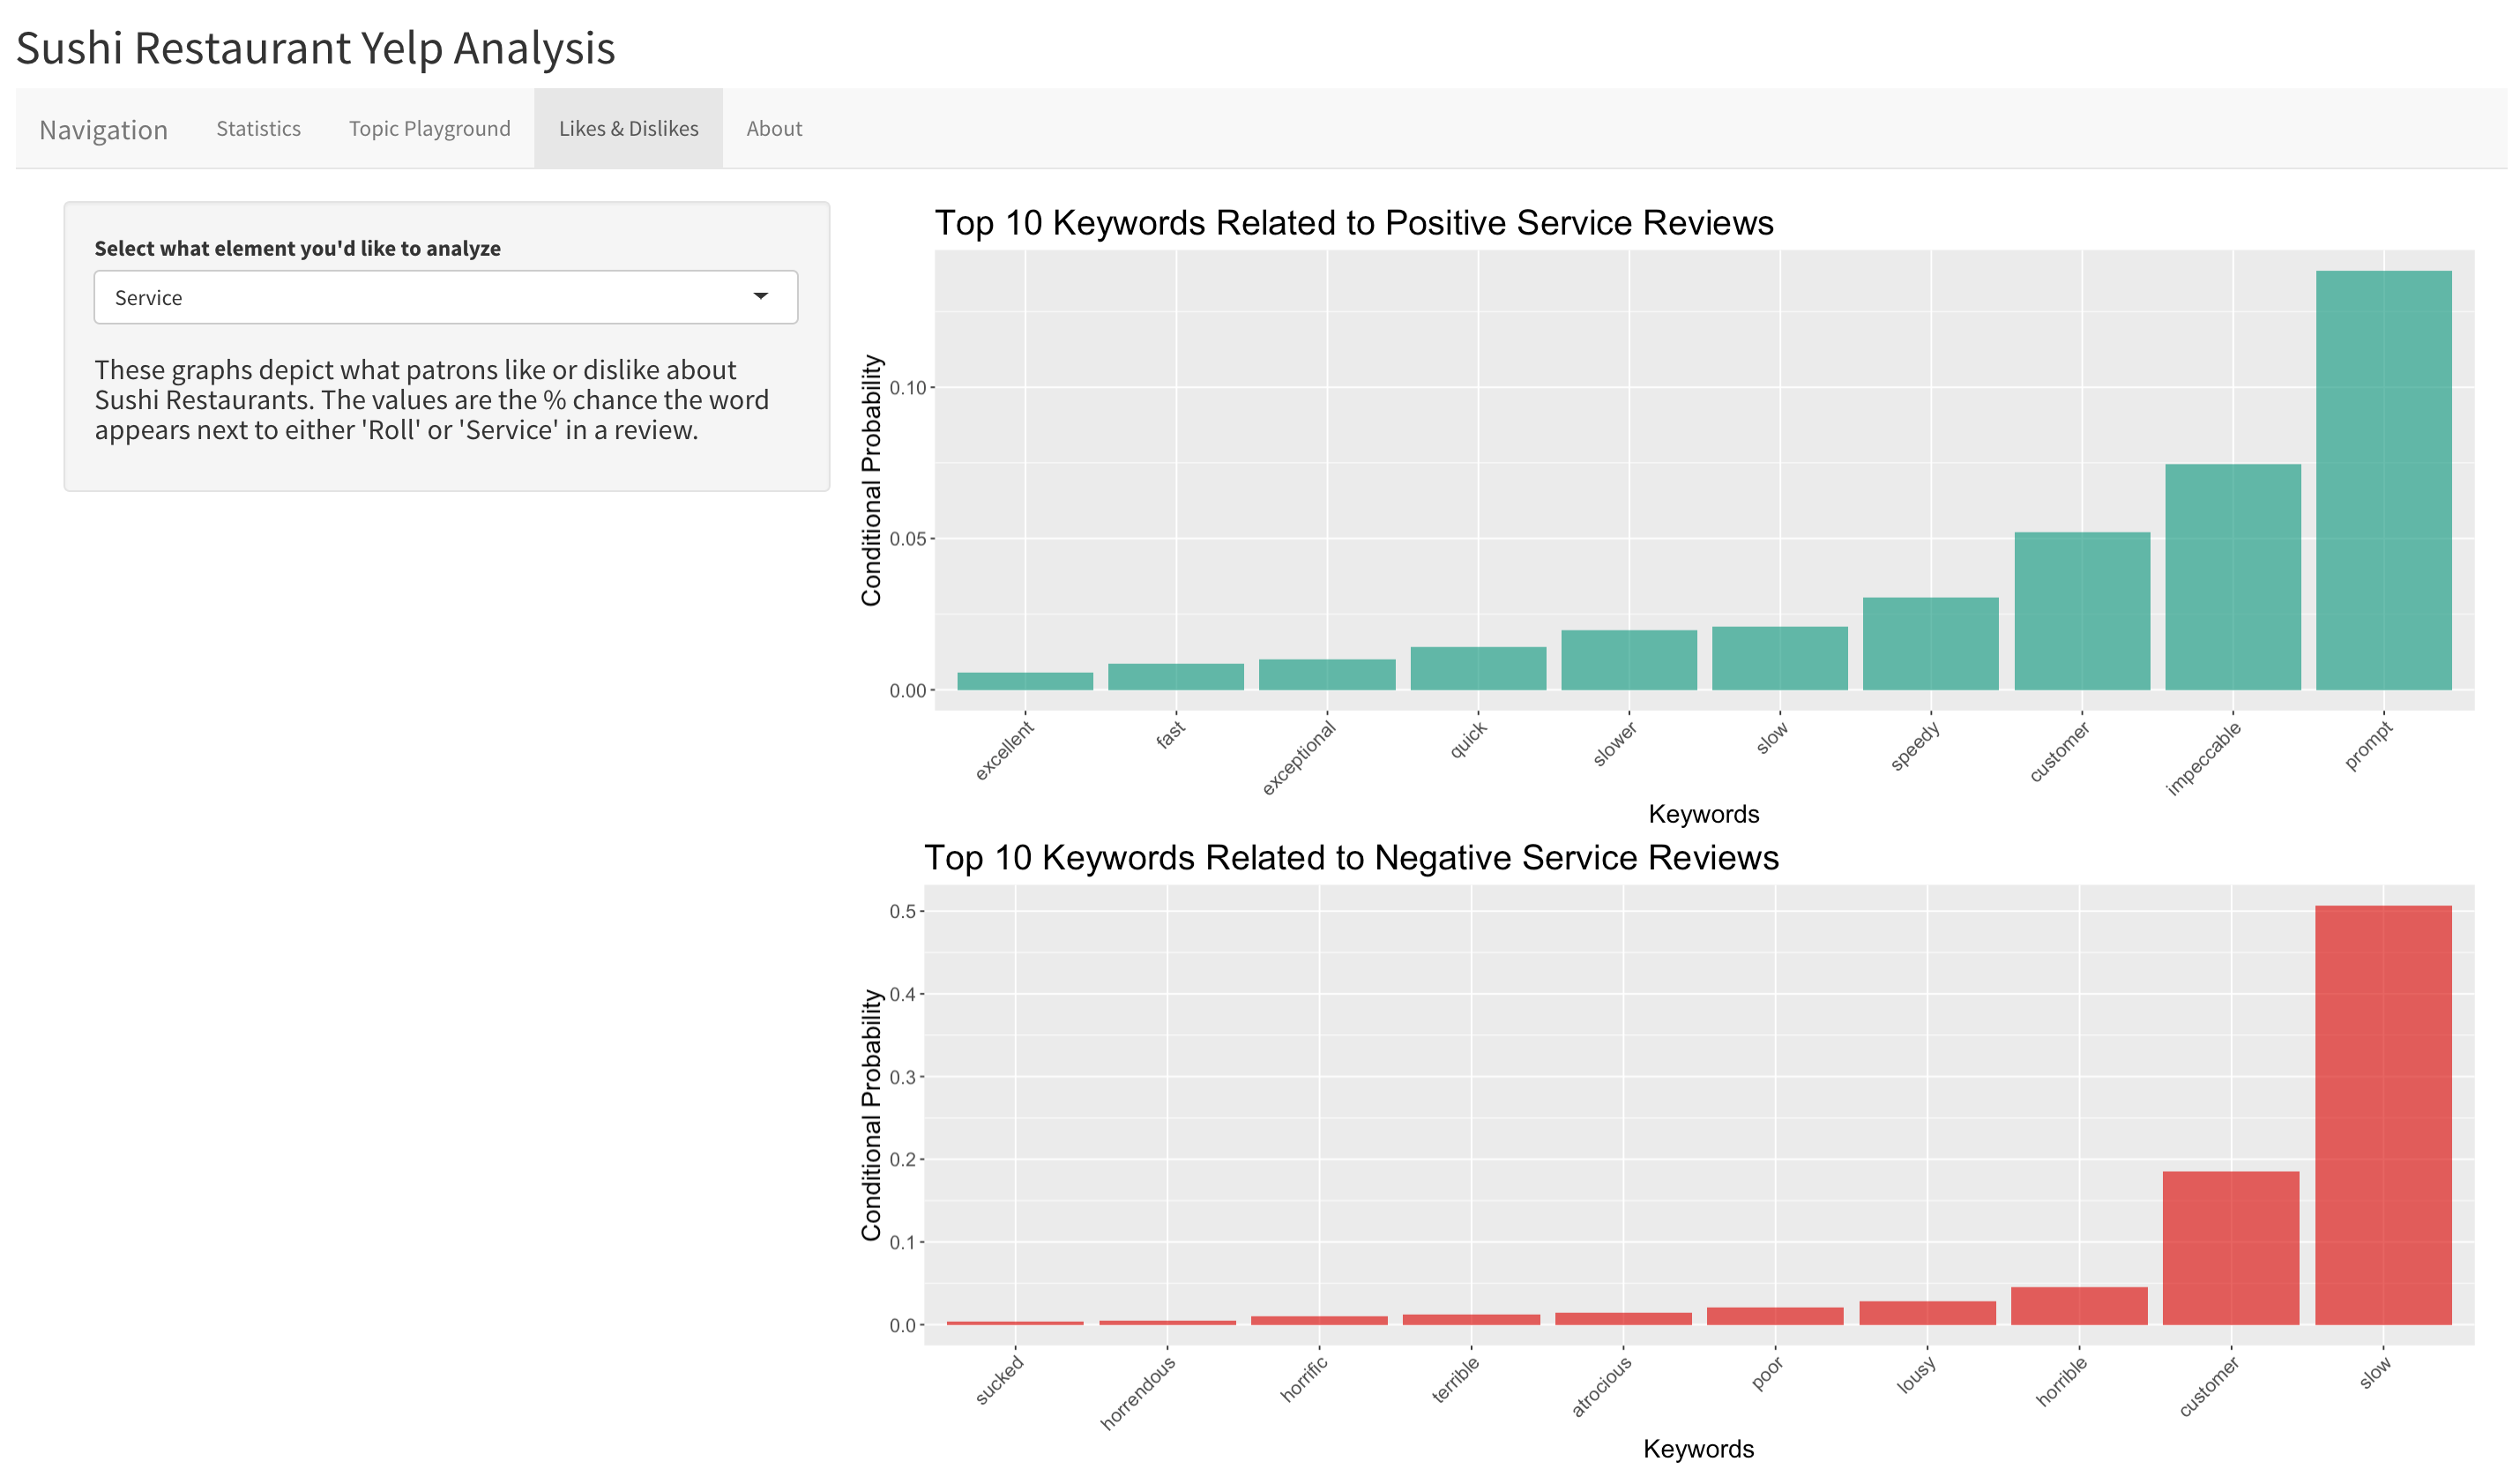 Sushi Restaurant Yelp Analysis
Navigation Statistics Topic Playground Likes & Dislikes About
Select what element you'd like to analyze
Service
These graphs depict what patrons like or dislike about
Sushi Restaurants. The values are the % chance the word
appears next to either 'Roll' or 'Service' in a review.
Top 10 Keywords Related to Positive Service Reviews
Conditional Probability
0.10
0.05
0.00
excellent fast exceptional quick slower slow speedy customer impeccable prompt
Keywords
Top 10 Keywords Related to Negative Service Reviews
Conditional Probability
0.5
0.4
0.3
0.2
0.1
0.0
sucked horrendous horrific terrible atrocious poor lousy horrible customer slow
Keywords